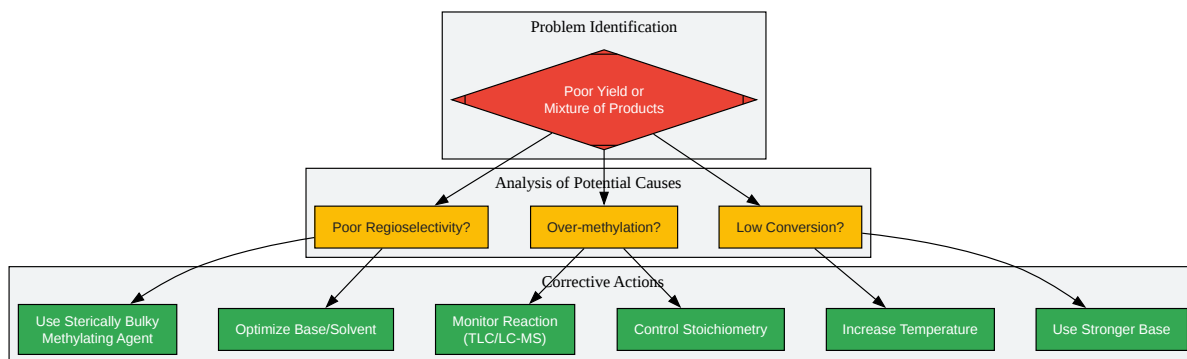 Problem Identification
Poor Yield or
Mixture of Products
Analysis of Potential Causes
Poor Regioselectivity?
Over-methylation?
Low Conversion?
Corrective Actions
Use Sterically Bulky
Methylating Agent
Optimize Base/Solvent
Monitor Reaction
(TLC/LC-MS)
Control Stoichiometry
Increase Temperature
Use Stronger Base